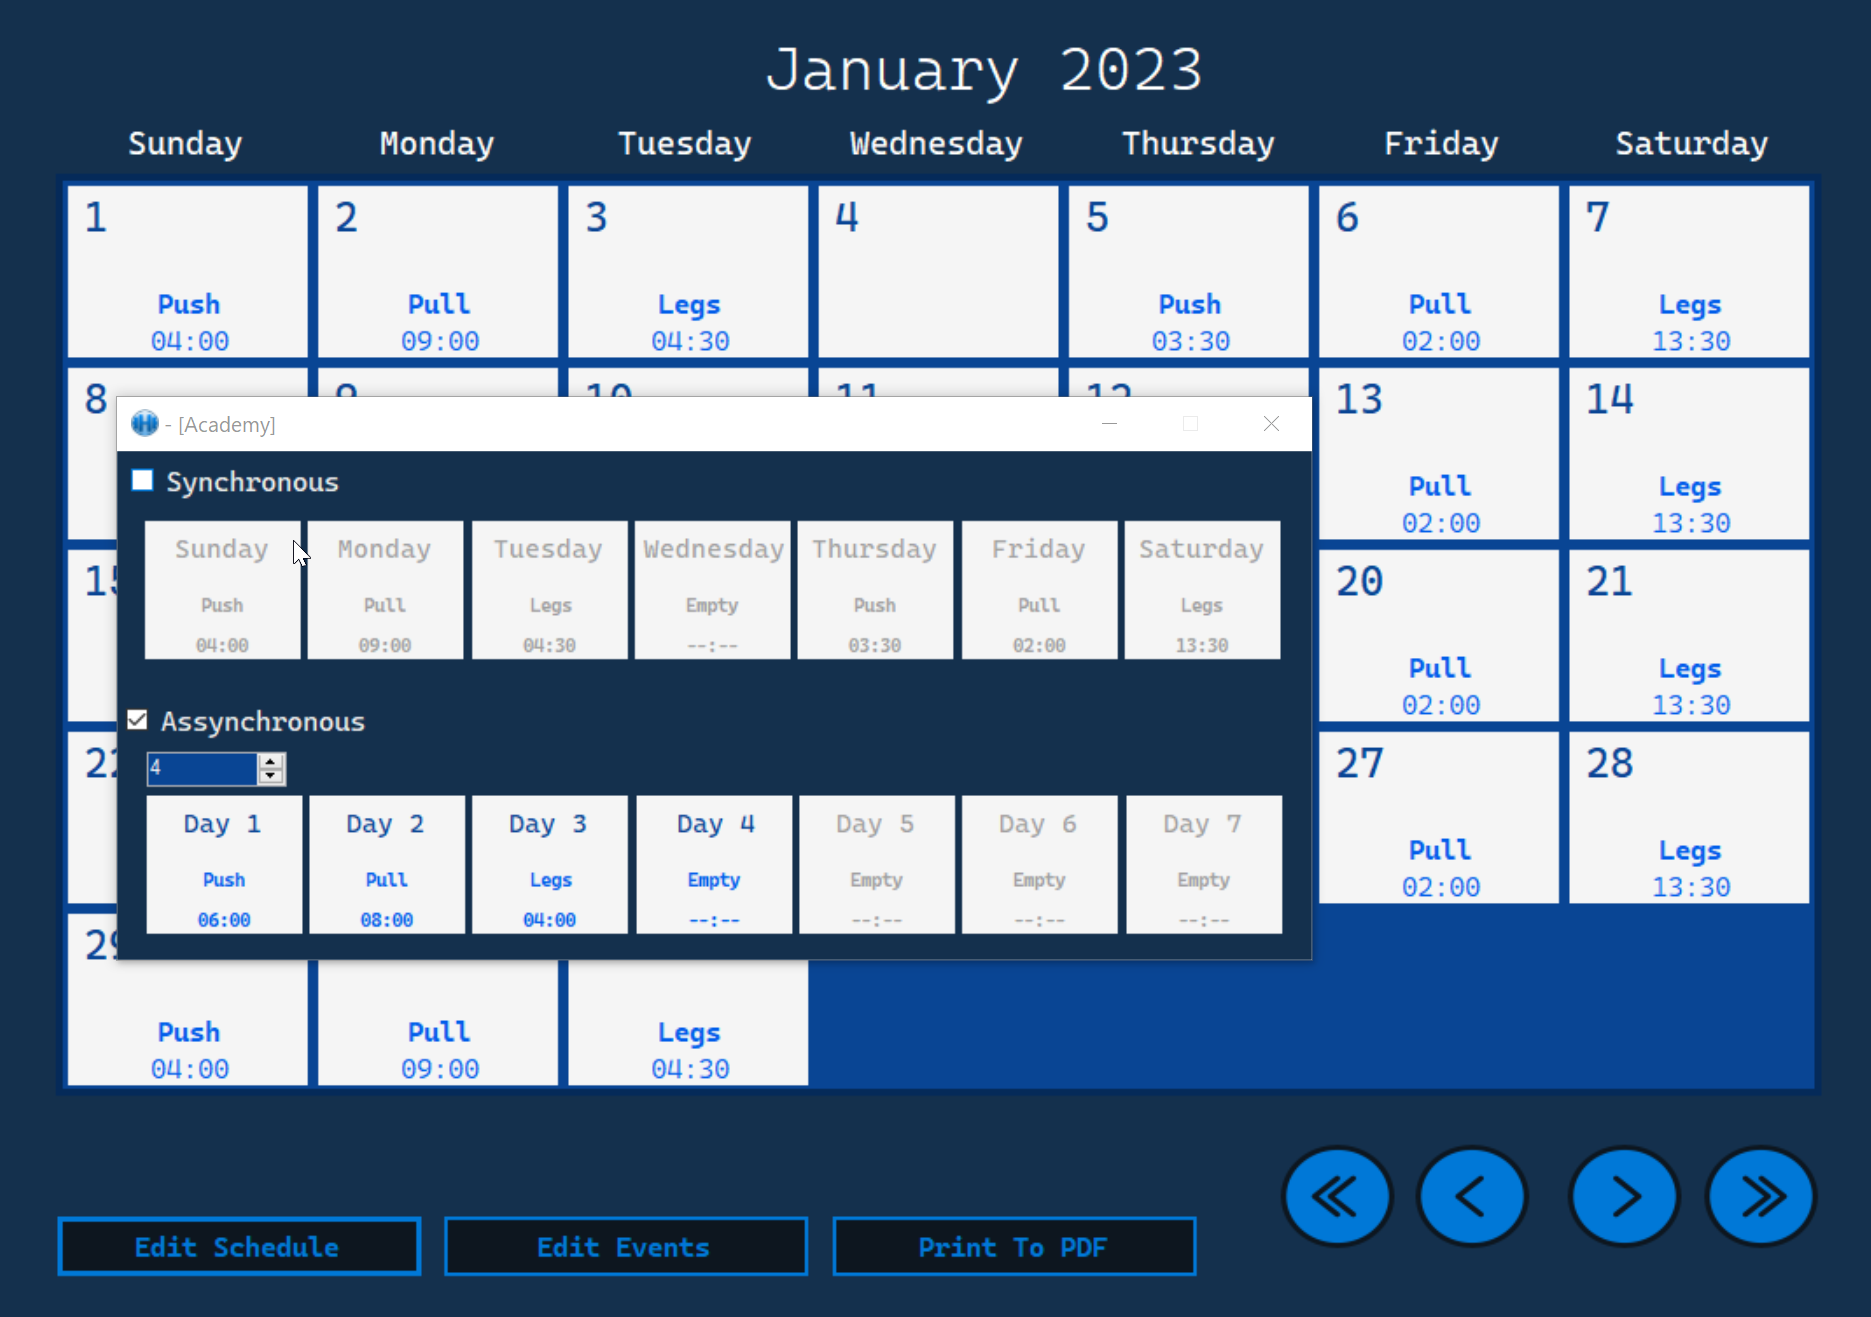 January 2023
Sunday Monday Tuesday Wednesday Thursday Friday Saturday
1 2 3 4 5 6 7
Push Pull Legs Push Pull Legs
04:00 09:00 04:30 03:30 02:00 13:30
8 9 10 11 12 13 14
- [Academy]
Synchronous
Pull Legs
02:00 13:30
Sunday Monday Tuesday Wednesday Thursday Friday Saturday
Push Pull Legs Empty Push Pull Legs
04:00 09:00 04:30 --:-- 03:30 02:00 13:30
15 20 21
Pull Legs
02:00 13:30
Assynchronous
4
22 27 28
Day 1 Day 2 Day 3 Day 4 Day 5 Day 6 Day 7
Push Pull Legs Empty Empty Empty Empty
06:00 08:00 04:00 --:-- --:-- --:-- --:--
Pull Legs
02:00 13:30
29
Push Pull Legs
04:00 09:00 04:30
Edit Schedule Edit Events Print To PDF